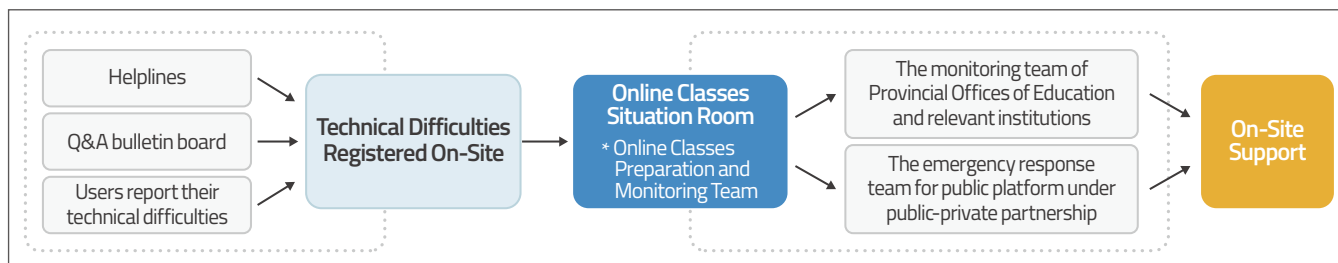 Helplines
Q&A bulletin board
Users report their
technical difficulties
Technical Difficulties
Registered On-Site
Online Classes
Situation Room
* Online Classes
Preparation and
Monitoring Team
The monitoring team of
Provincial Offices of Education
and relevant institutions
The emergency response
team for public platform under
public-private partnership
On-Site
Support